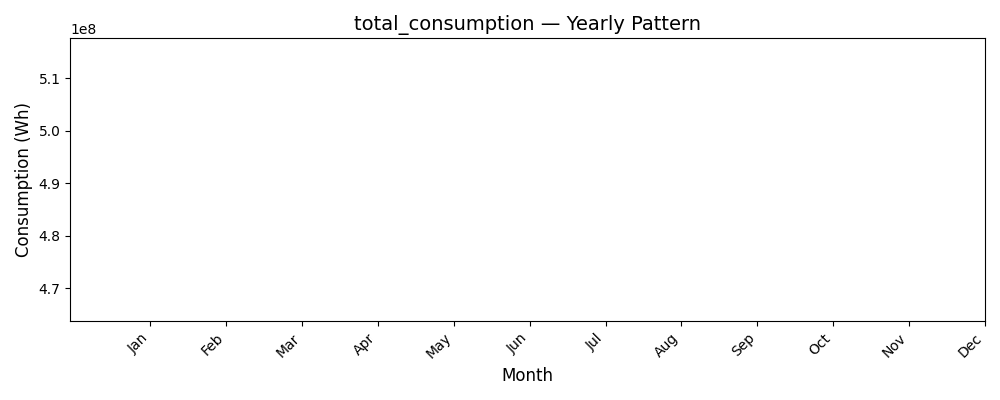 total_consumption — Yearly Pattern
1e8
Consumption (Wh)
5.1
5.0
4.9
4.8
4.7
Jan Feb Mar Apr May Jun Jul Aug Sep Oct Nov Dec
Month